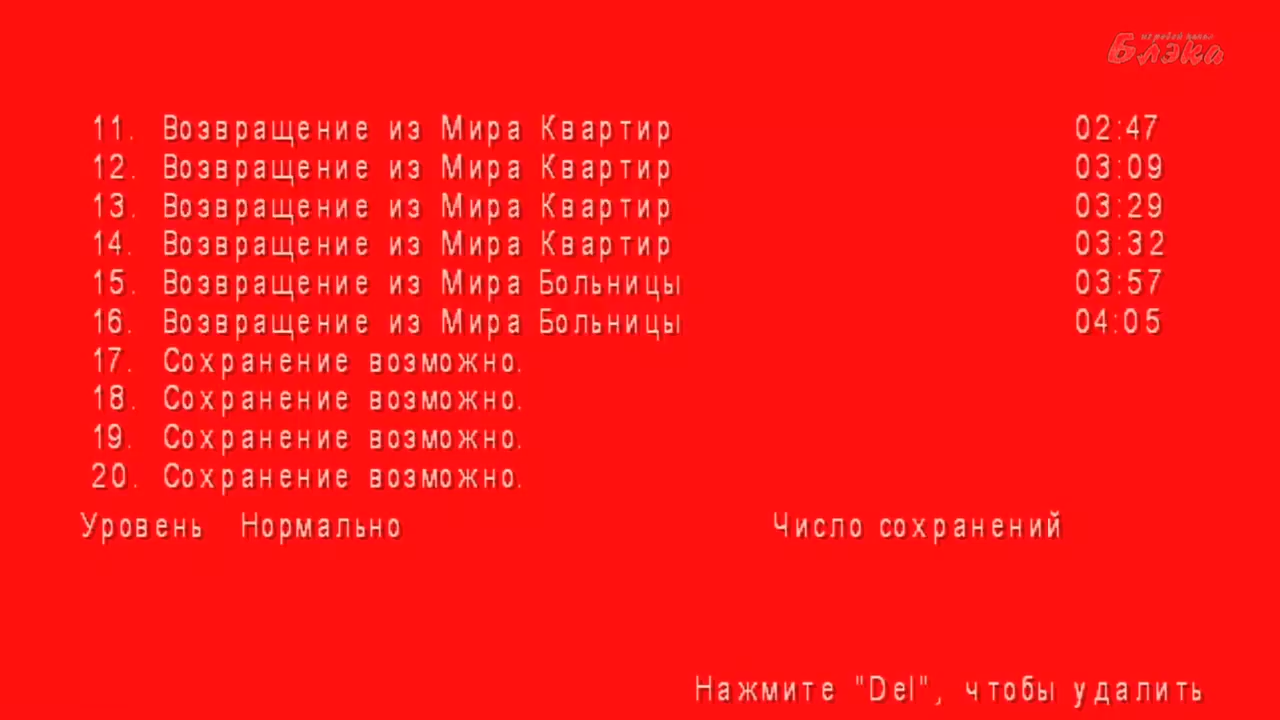 игровой канал
Блэка
11. Возвращение из Мира Квартир 02:47
12. Возвращение из Мира Квартир 03:09
13. Возвращение из Мира Квартир 03:29
14. Возвращение из Мира Квартир 03:32
15. Возвращение из Мира Больницы 03:57
16. Возвращение из Мира Больницы 04:05
17. Сохранение возможно.
18. Сохранение возможно.
19. Сохранение возможно.
20. Сохранение возможно.
Уровень Нормально Число сохранений
Нажмите "Del", чтобы удалить